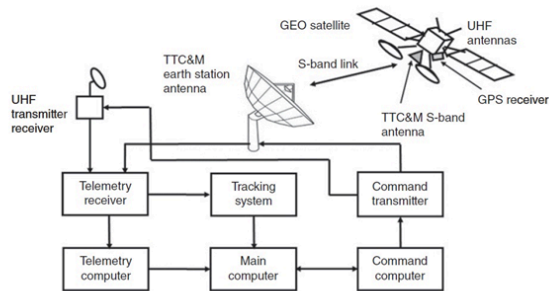 GEO satellite
UHF
antennas
TTC&M
earth station
antenna
S-band link
GPS receiver
UHF
transmitter
receiver
TTC&M S-band
antenna
Telemetry
receiver
Tracking
system
Command
transmitter
Telemetry
computer
Main
computer
Command
computer